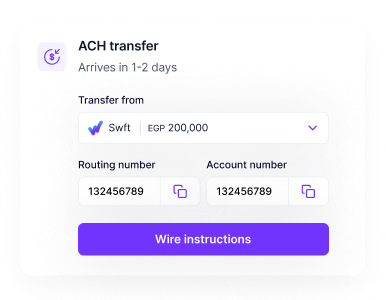 ACH transfer
Arrives in 1-2 days
Transfer from
Swft EGP 200,000
Routing number Account number
132456789 132456789
Wire instructions